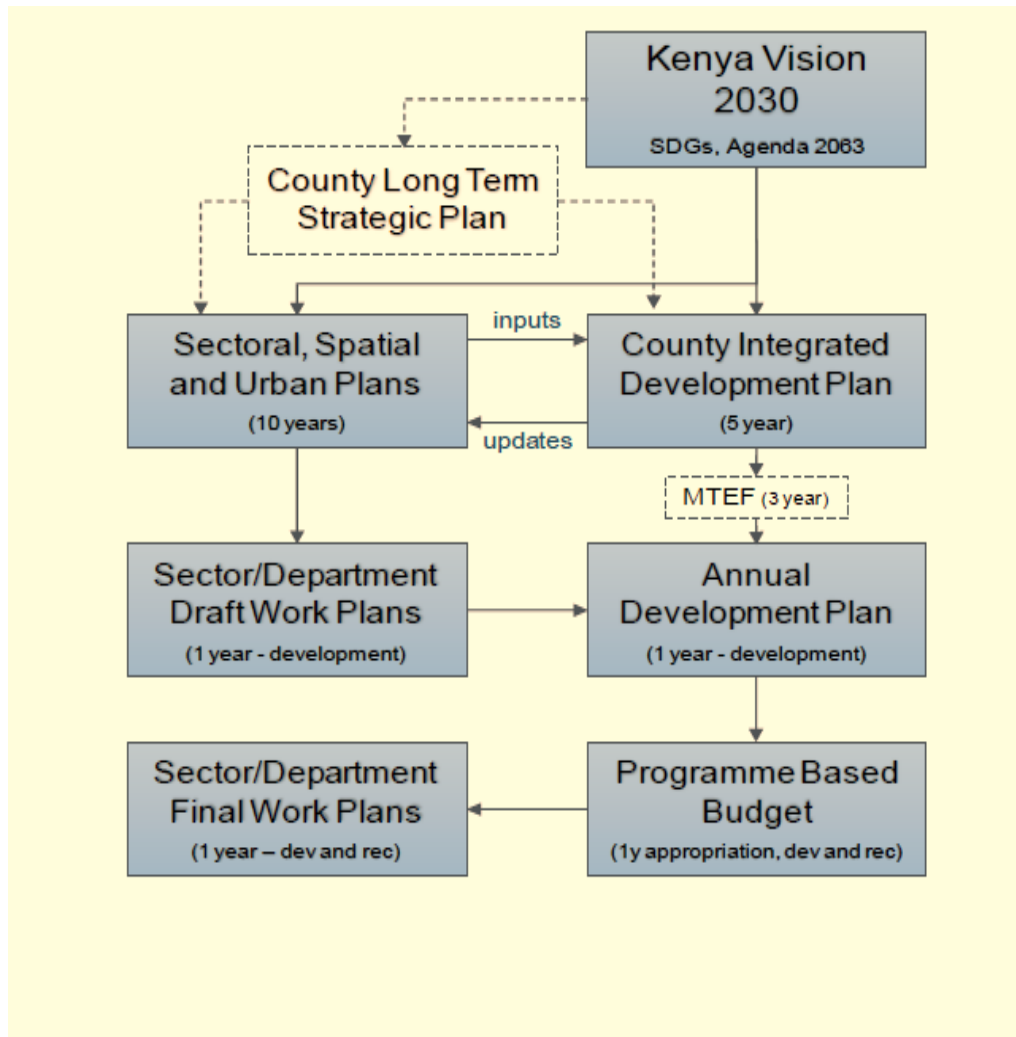 Kenya Vision
2030
SDGs, Agenda 2063
County Long Term
Strategic Plan
Sectoral, Spatial
and Urban Plans
(10 years)
inputs
updates
County Integrated
Development Plan
(5 year)
MTEF (3 year)
Sector/Department
Draft Work Plans
(1 year - development)
Annual
Development Plan
(1 year - development)
Sector/Department
Final Work Plans
(1 year – dev and rec)
Programme Based
Budget
(1y appropriation, dev and rec)